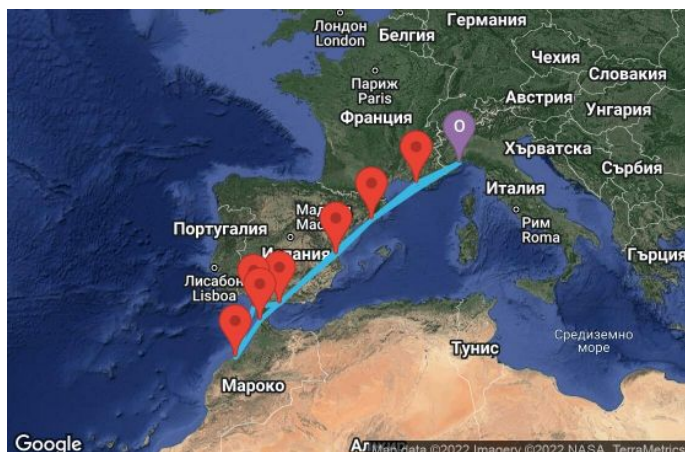 Лондон
London
Германия
Белгия
Чехия
Париж
Paris
Словакия
Австрия
Франция
Унгария
O
Хърватска
Сърбия
Италия
Португалия
Рим
Roma
Гърция
Лисабон
Lisboa
Средиземно
море
Тунис
Мароко
Google
Map data ©2022 Imagery ©2022 NASA, TerraMetrics